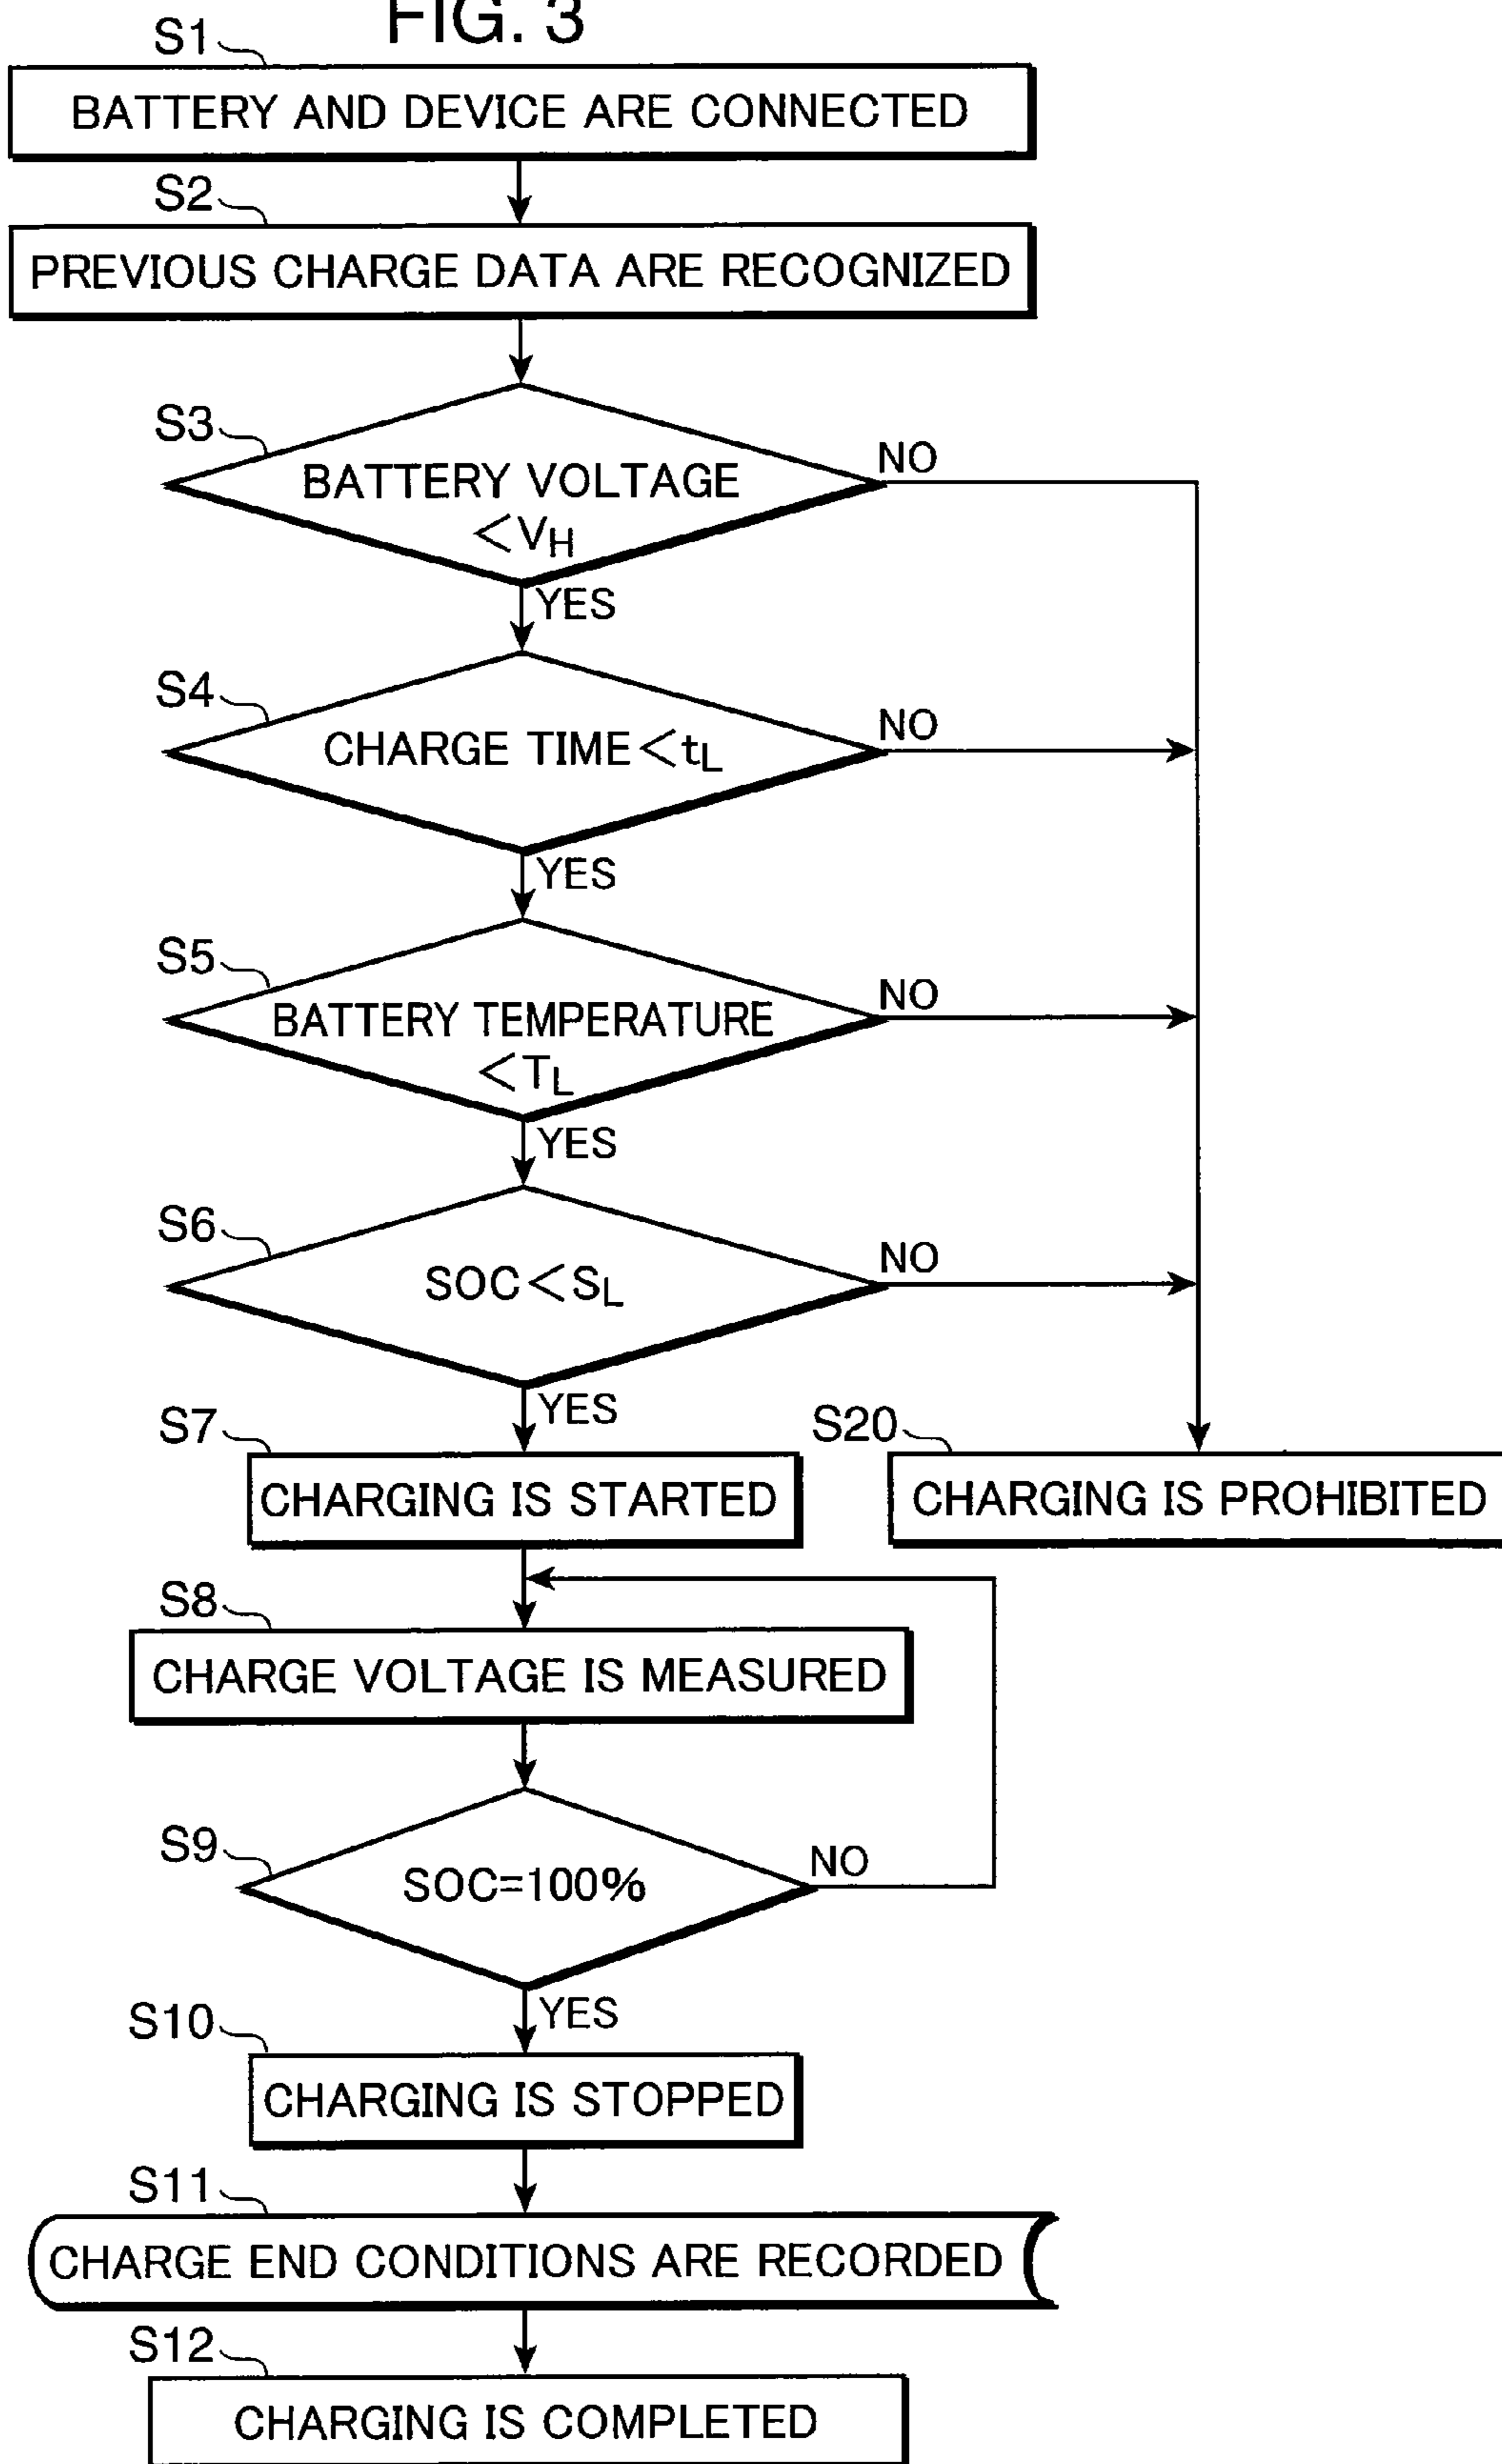 FIG. 3
S1
BATTERY AND DEVICE ARE CONNECTED
S2
PREVIOUS CHARGE DATA ARE RECOGNIZED
S3
BATTERY VOLTAGE
<VH
NO
YES
S4
CHARGE TIME<tL
NO
YES
S5
BATTERY TEMPERATURE
<TL
NO
YES
S6
SOC<SL
NO
YES
S7
CHARGING IS STARTED
S20
CHARGING IS PROHIBITED
S8
CHARGE VOLTAGE IS MEASURED
S9
SOC=100%
NO
YES
S10
CHARGING IS STOPPED
S11
CHARGE END CONDITIONS ARE RECORDED
S12
CHARGING IS COMPLETED